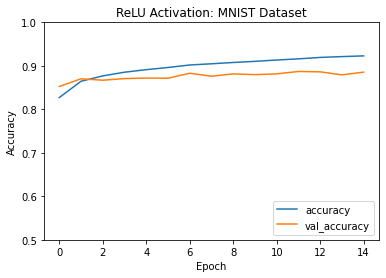 ReLU Activation: MNIST Dataset
1.0
0.9
0.8
0.7
0.6
0.5
Accuracy
accuracy
val_accuracy
0 2 4 6 8 10 12 14
Epoch